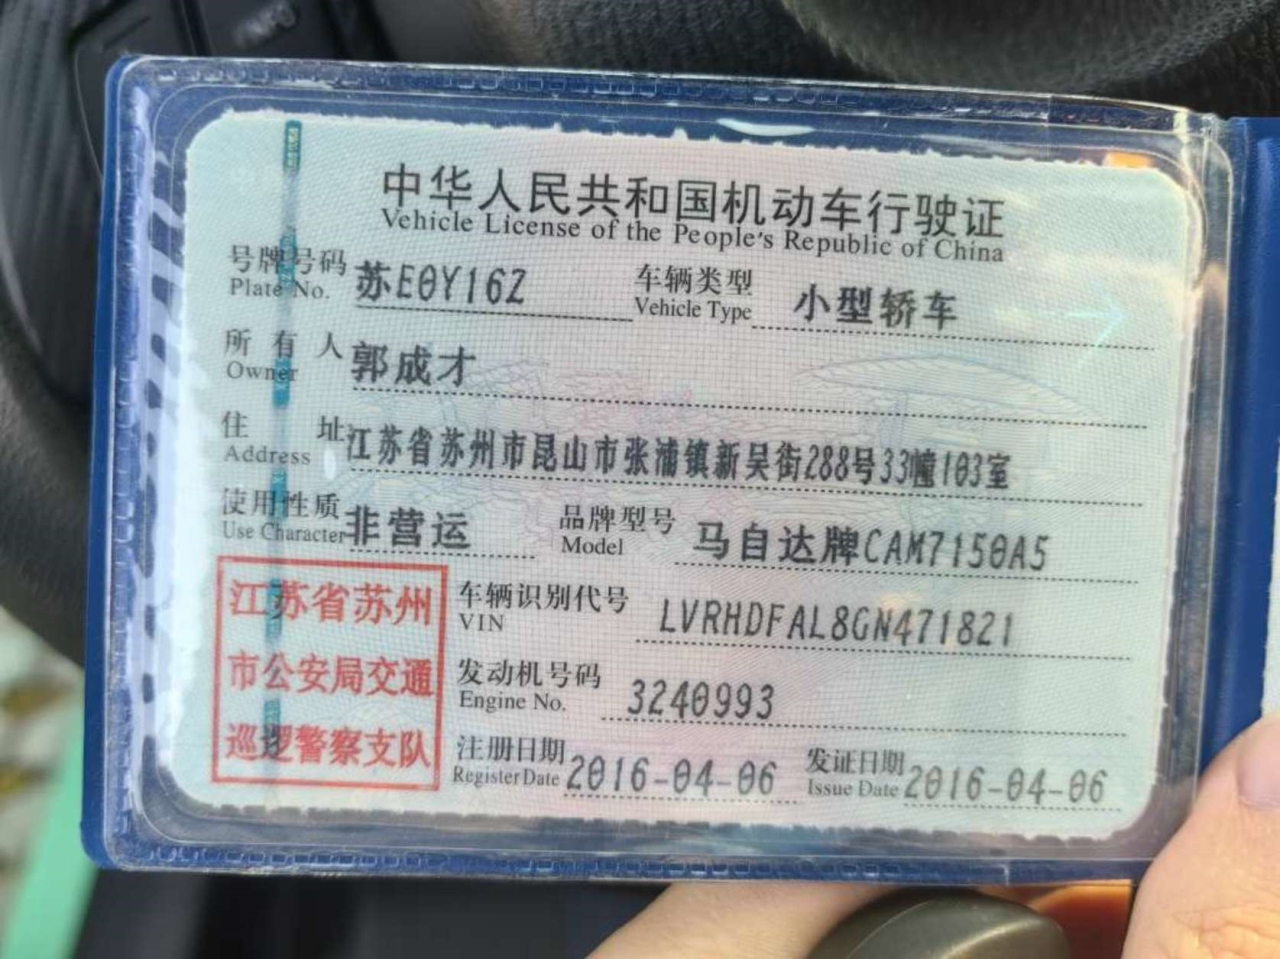 中华人民共和国机动车行驶证
Vehicle License of the People's Republic of China
号牌号码 苏E0Y16Z 车辆类型 小型轿车
Plate No. Vehicle Type
所有人 郭成才
Owner
住址 江苏省苏州市昆山市张浦镇新吴街288号33幢103室
Address
使用性质 非营运 品牌型号 马自达牌CAM7150A5
Use Character Model
江苏省苏州
市公安局交通
巡逻警察支队
车辆识别代号 LVRHDFAL8GN471821
VIN
发动机号码 3240993
Engine No.
注册日期 2016-04-06 发证日期 2016-04-06
Register Date Issue Date